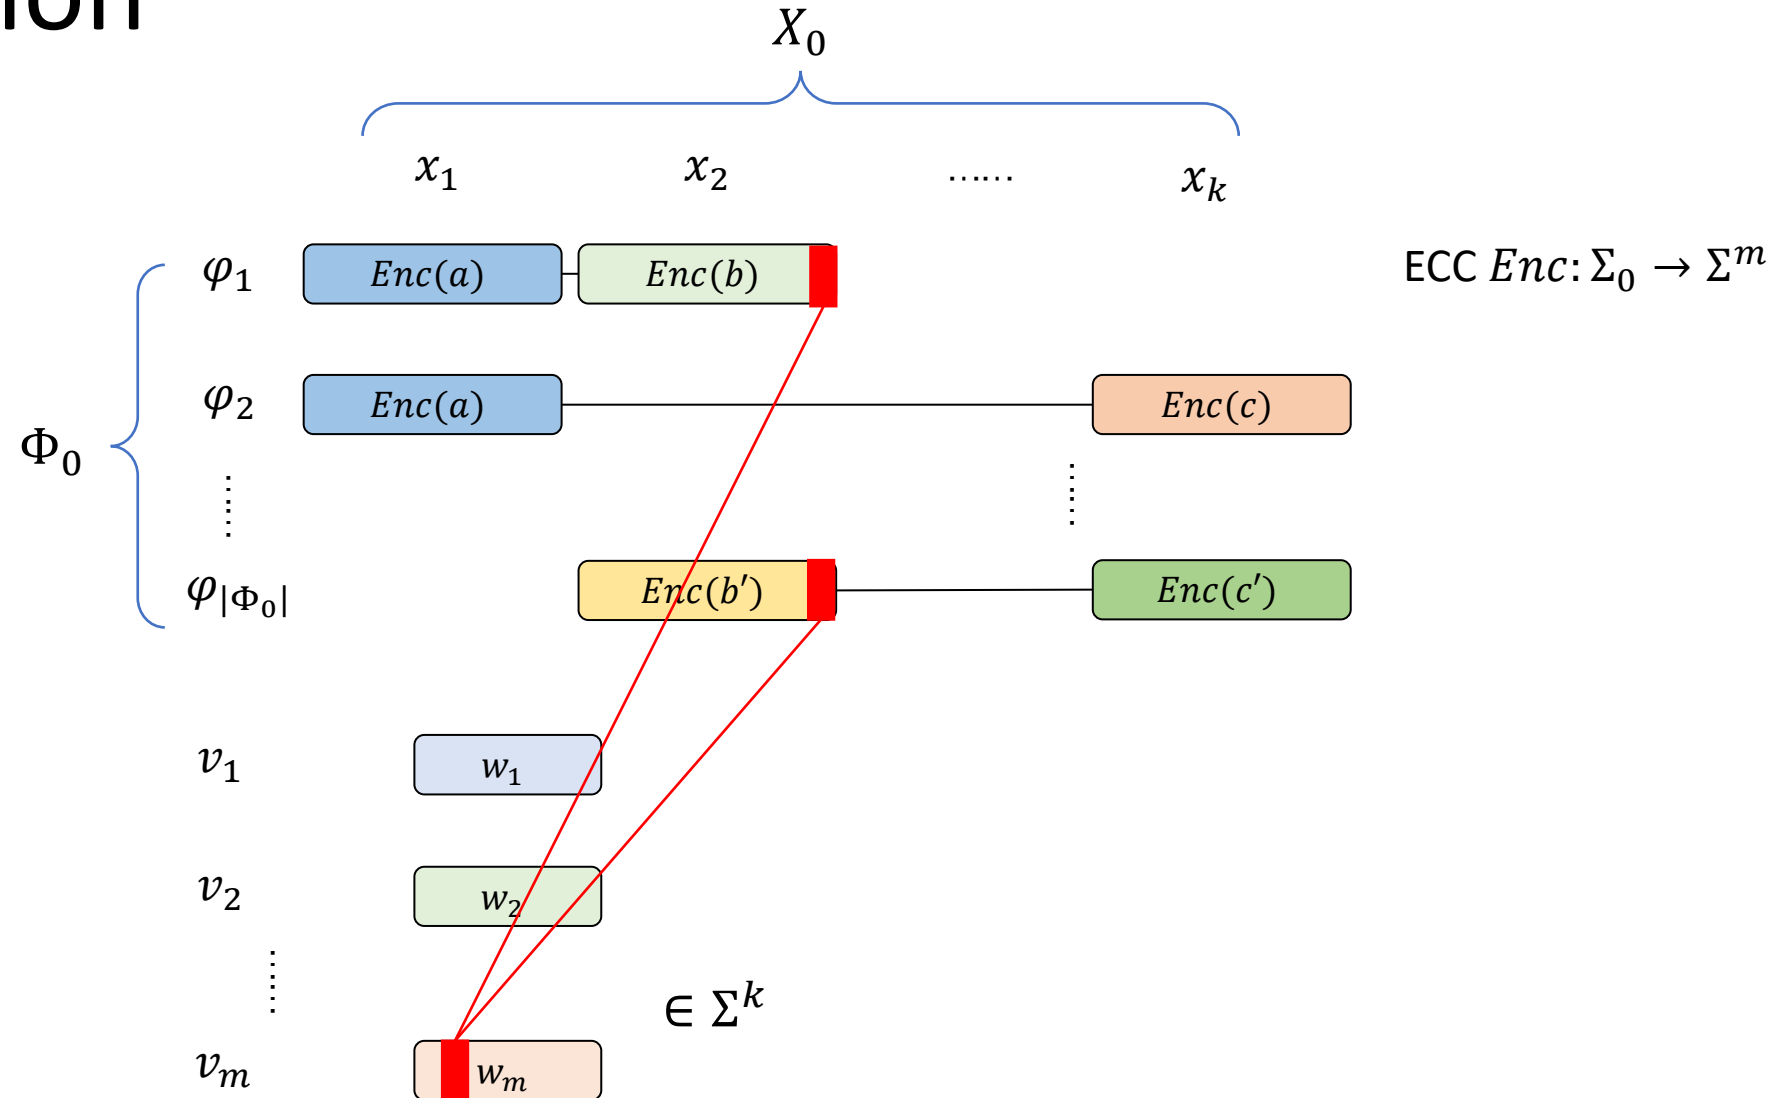 ion
X₀
x₁ x₂ …… xₖ
φ₁ Enc(a) Enc(b) ECC Enc: Σ₀ → Σᵐ
φ₂ Enc(a) Enc(c)
Φ₀
φ|Φ₀| Enc(b′) Enc(c′)
v₁ w₁
v₂ w₂
∈ Σᵏ
vₘ wₘ